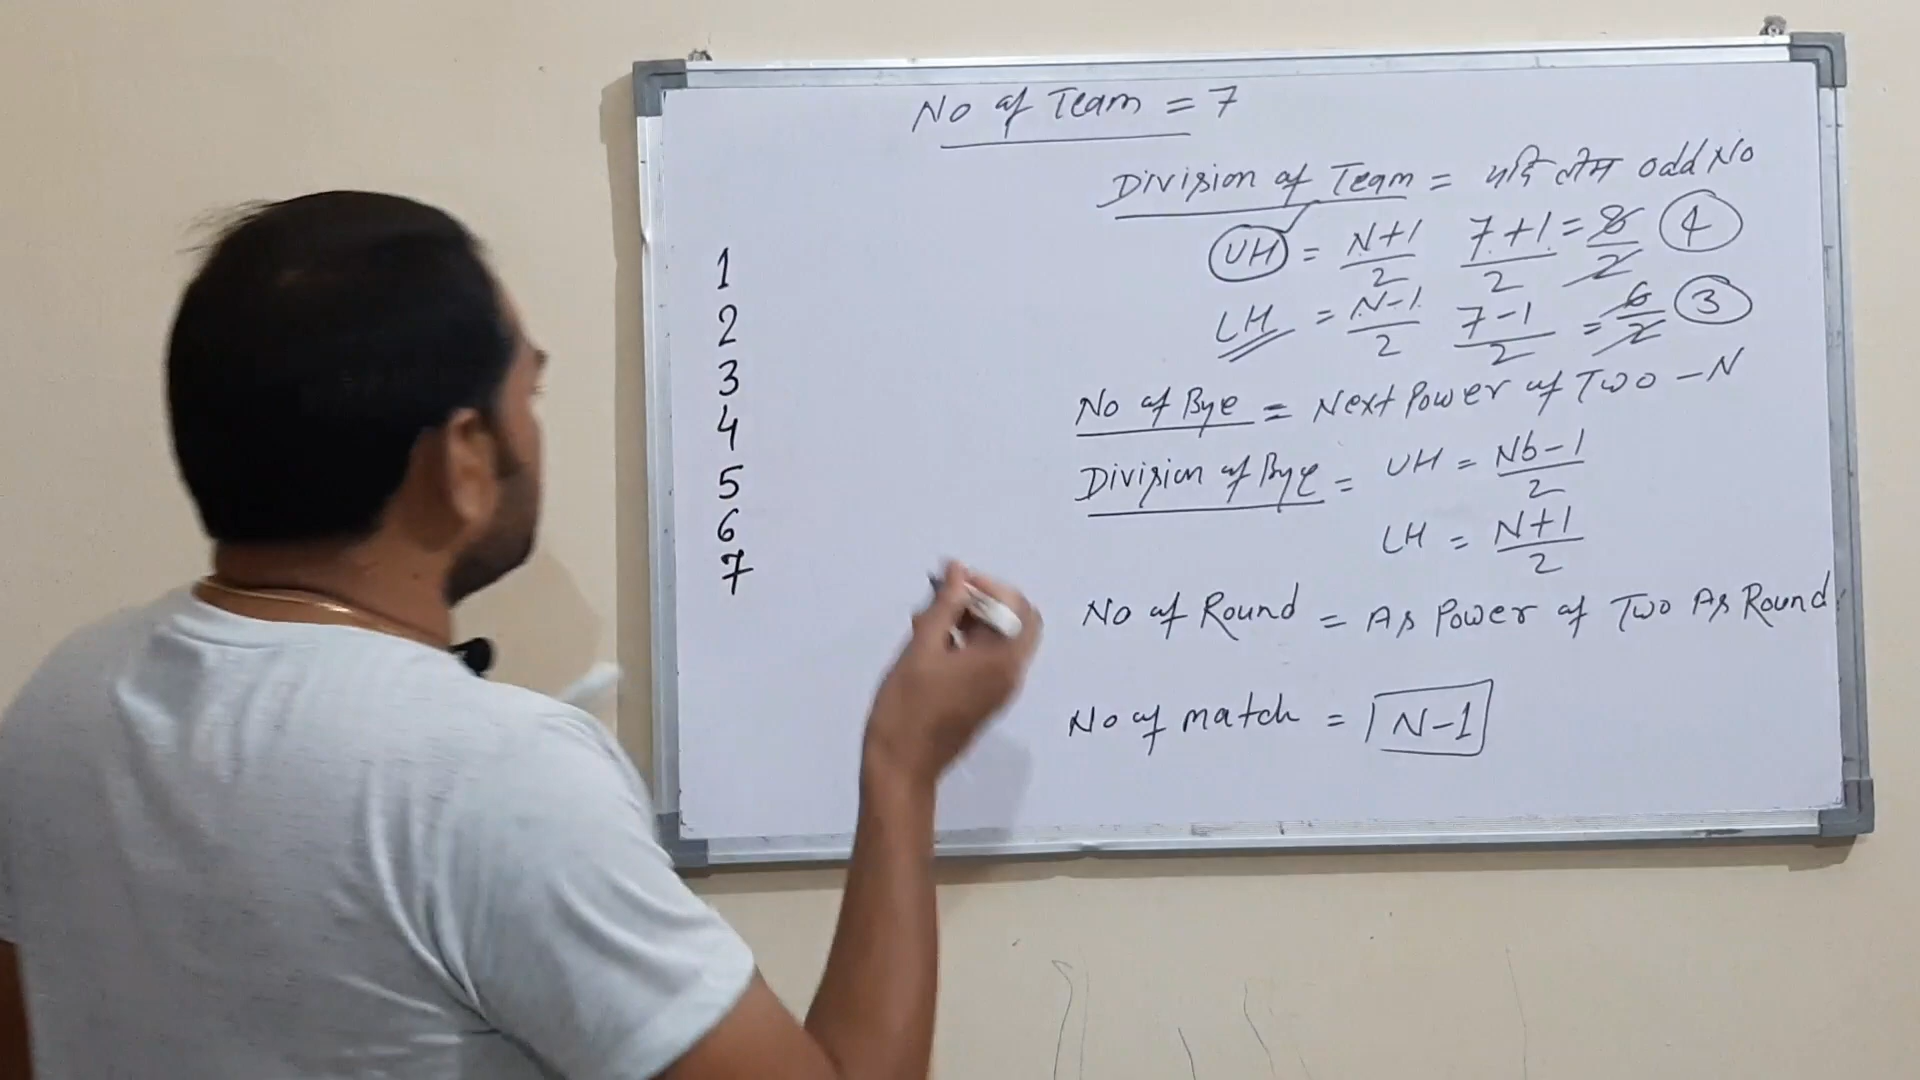 No of Team = 7
Division of Team = यदि टीम odd No
UH = N+1/2 7+1/2 = 8/2 4
LH = N-1/2 7-1/2 = 6/2 3
No of Bye = Next Power of Two - N
Division of Bye = UH = Nb-1/2
LH = N+1/2
No of Round = As Power of Two As Round
No of match = N-1
1
2
3
4
5
6
7